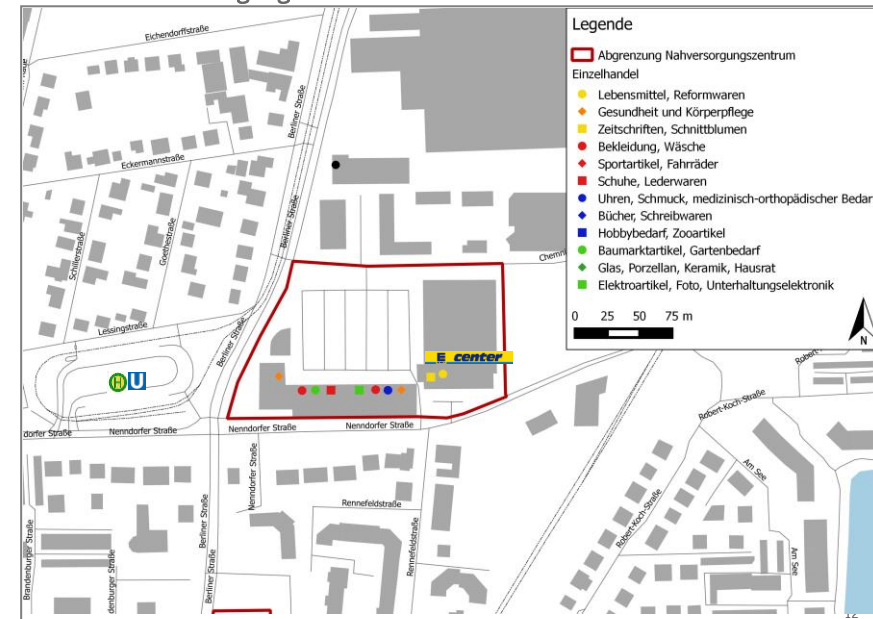 Legende
Abgrenzung Nahversorgungszentrum
Einzelhandel
Lebensmittel, Reformwaren
Gesundheit und Körperpflege
Zeitschriften, Schnittblumen
Bekleidung, Wäsche
Sportartikel, Fahrräder
Schuhe, Lederwaren
Uhren, Schmuck, medizinisch-orthopädischer Bedar
Bücher, Schreibwaren
Hobbybedarf, Zooartikel
Baumarktartikel, Gartenbedarf
Glas, Porzellan, Keramik, Hausrat
Elektroartikel, Foto, Unterhaltungselektronik
0 25 50 75 m
N
Eichendorffstraße
Berliner Straße
Eckermannstraße
Schillerstraße
Goethestraße
Berliner Straße
Chemni
Lessingstraße
Berliner Straße
E center
H U
Robert-
Robert-Koch-Straße
dorfer Straße
Nenndorfer Straße
Nenndorfer Straße
Nenndorfer Straße
Nenndorfer Straße
Am See
Rennefeldstraße
Robert-Koch-Straße
Berliner Straße
Rennefeldstraße
Am See
Brandenburger Straße
denburger Straße
Berliner Straße
12